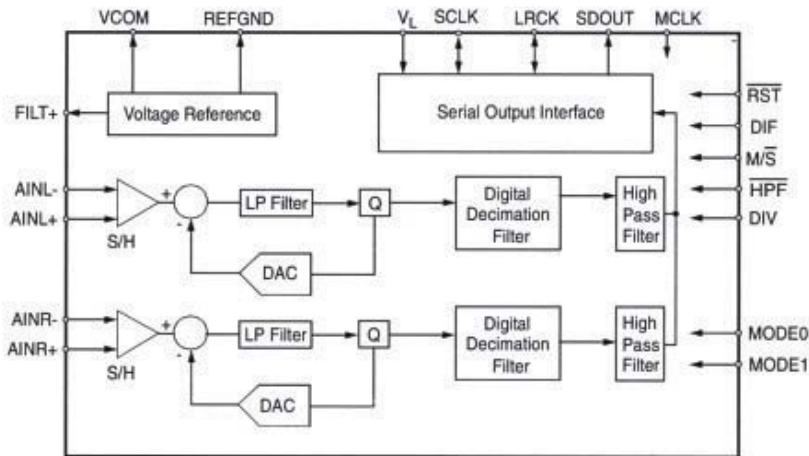 VCOM REFGND VL SCLK LRCK SDOUT MCLK
FILT+ Voltage Reference Serial Output Interface RST
DIF
M/S
AINL- + LP Filter Q Digital Decimation Filter High Pass Filter HPF
AINL+ - DIV
S/H DAC
AINR- + LP Filter Q Digital Decimation Filter High Pass Filter MODE0
AINR+ - MODE1
S/H DAC